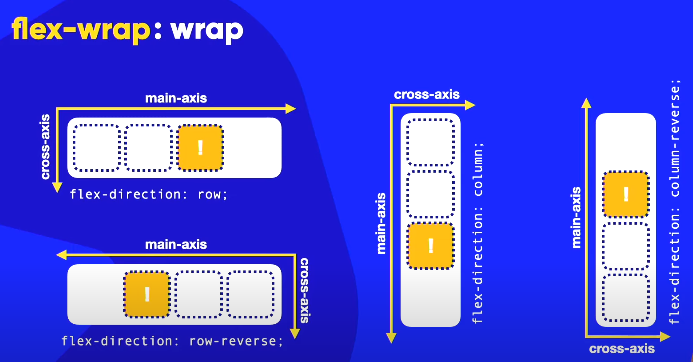 flex-wrap: wrap
main-axis
cross-axis
!
flex-direction: row;
main-axis
cross-axis
!
flex-direction: row-reverse;
cross-axis
main-axis
!
flex-direction: column;
main-axis
!
flex-direction: column-reverse;
cross-axis